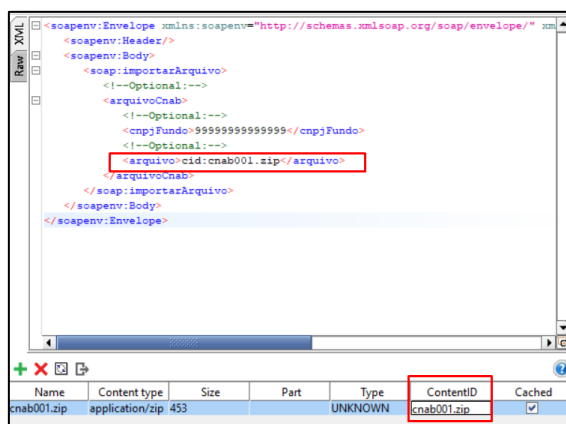 XML
Raw
<soapenv:Envelope xmlns:soapenv="http://schemas.xmlsoap.org/soap/envelope/" xm
<soapenv:Header/>
<soapenv:Body>
<soap:importarArquivo>
<!--Optional:-->
<arquivoCnab>
<!--Optional:-->
<cnpjFundo>99999999999999</cnpjFundo>
<!--Optional:-->
<arquivo>cid:cnab001.zip</arquivo>
</arquivoCnab>
</soap:importarArquivo>
</soapenv:Body>
</soapenv:Envelope>
Name Content type Size Part Type ContentID Cached
cnab001.zip application/zip 453 UNKNOWN cnab001.zip